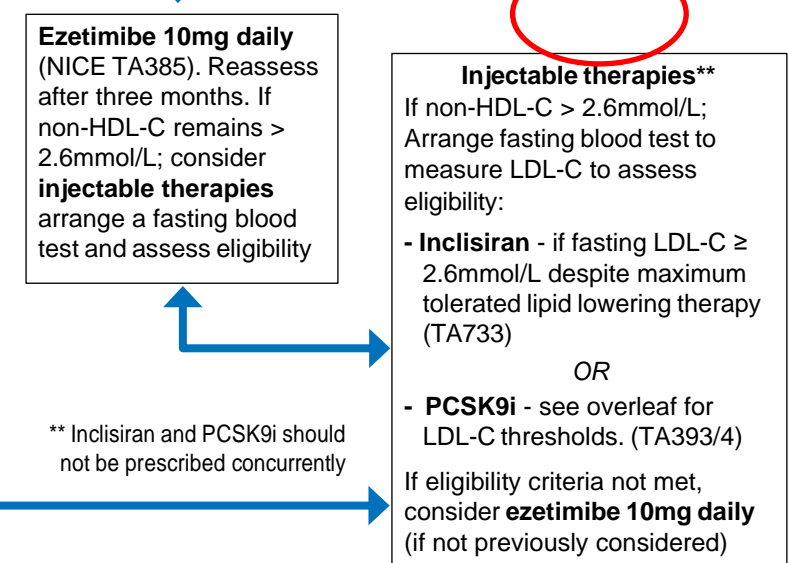 Ezetimibe 10mg daily
(NICE TA385). Reassess
after three months. If
non-HDL-C remains >
2.6mmol/L; consider
injectable therapies
arrange a fasting blood
test and assess eligibility
Injectable therapies**
If non-HDL-C > 2.6mmol/L;
Arrange fasting blood test to
measure LDL-C to assess
eligibility:
- Inclisiran - if fasting LDL-C ≥
2.6mmol/L despite maximum
tolerated lipid lowering therapy
(TA733)
OR
- PCSK9i - see overleaf for
LDL-C thresholds. (TA393/4)
If eligibility criteria not met,
consider ezetimibe 10mg daily
(if not previously considered)
** Inclisiran and PCSK9i should
not be prescribed concurrently